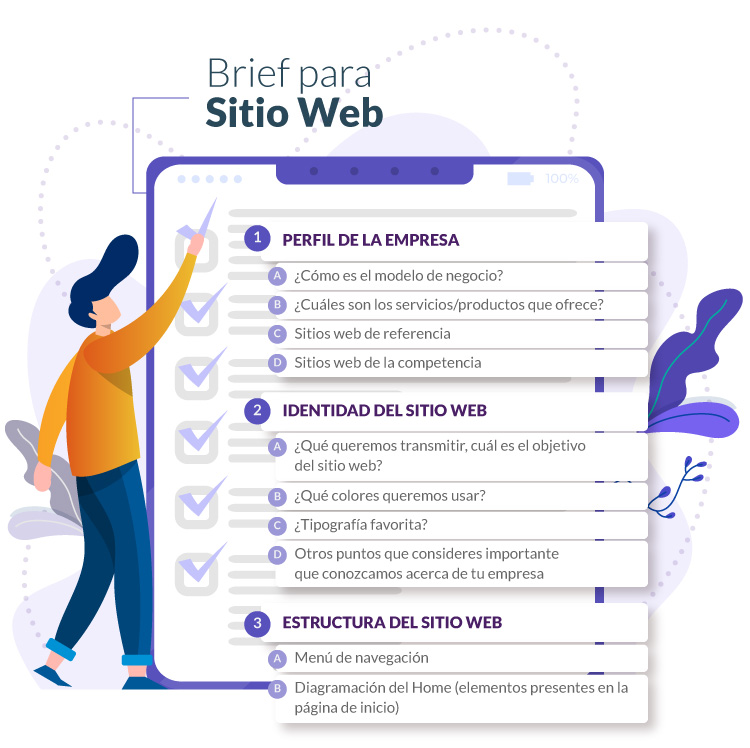 Brief para
Sitio Web
100%
1 PERFIL DE LA EMPRESA
A ¿Cómo es el modelo de negocio?
B ¿Cuáles son los servicios/productos que ofrece?
C Sitios web de referencia
D Sitios web de la competencia
2 IDENTIDAD DEL SITIO WEB
A ¿Qué queremos transmitir, cuál es el objetivo
del sitio web?
B ¿Qué colores queremos usar?
C ¿Tipografía favorita?
D Otros puntos que consideres importante
que conozcamos acerca de tu empresa
3 ESTRUCTURA DEL SITIO WEB
A Menú de navegación
B Diagramación del Home (elementos presentes en la
página de inicio)